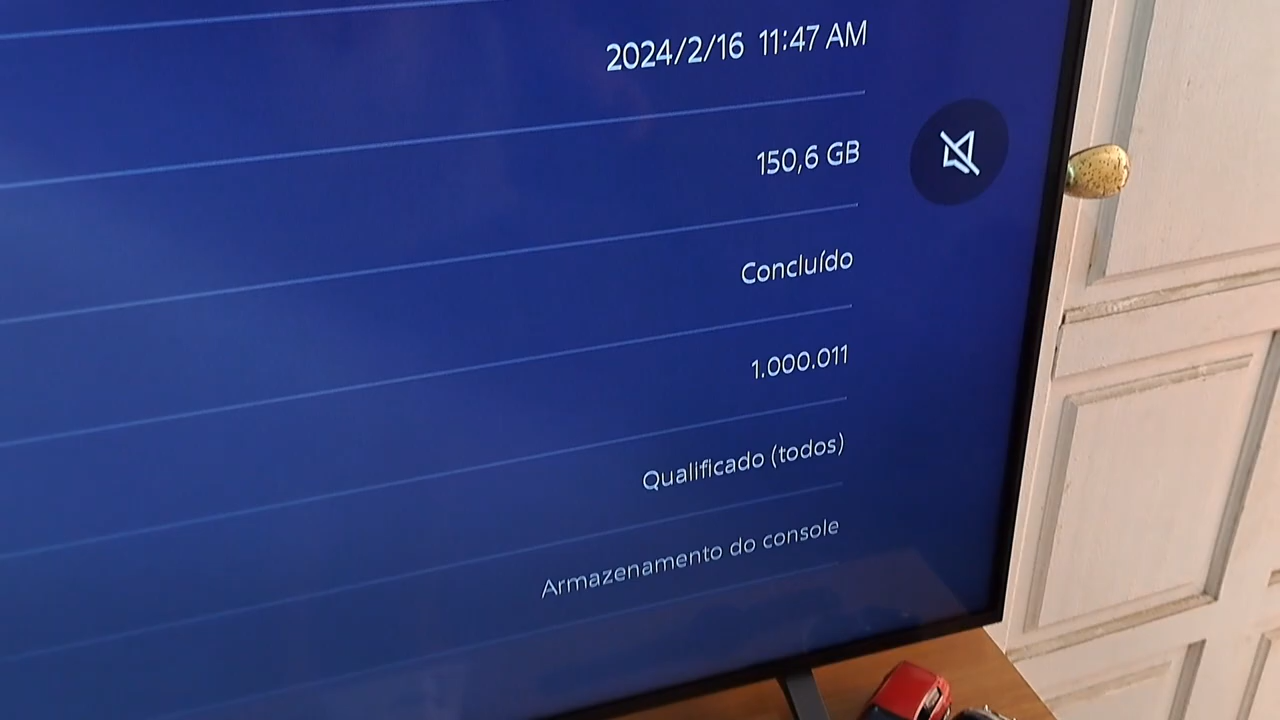 2024/2/16 11:47 AM
150,6 GB
Concluído
1.000.011
Qualificado (todos)
Armazenamento do console